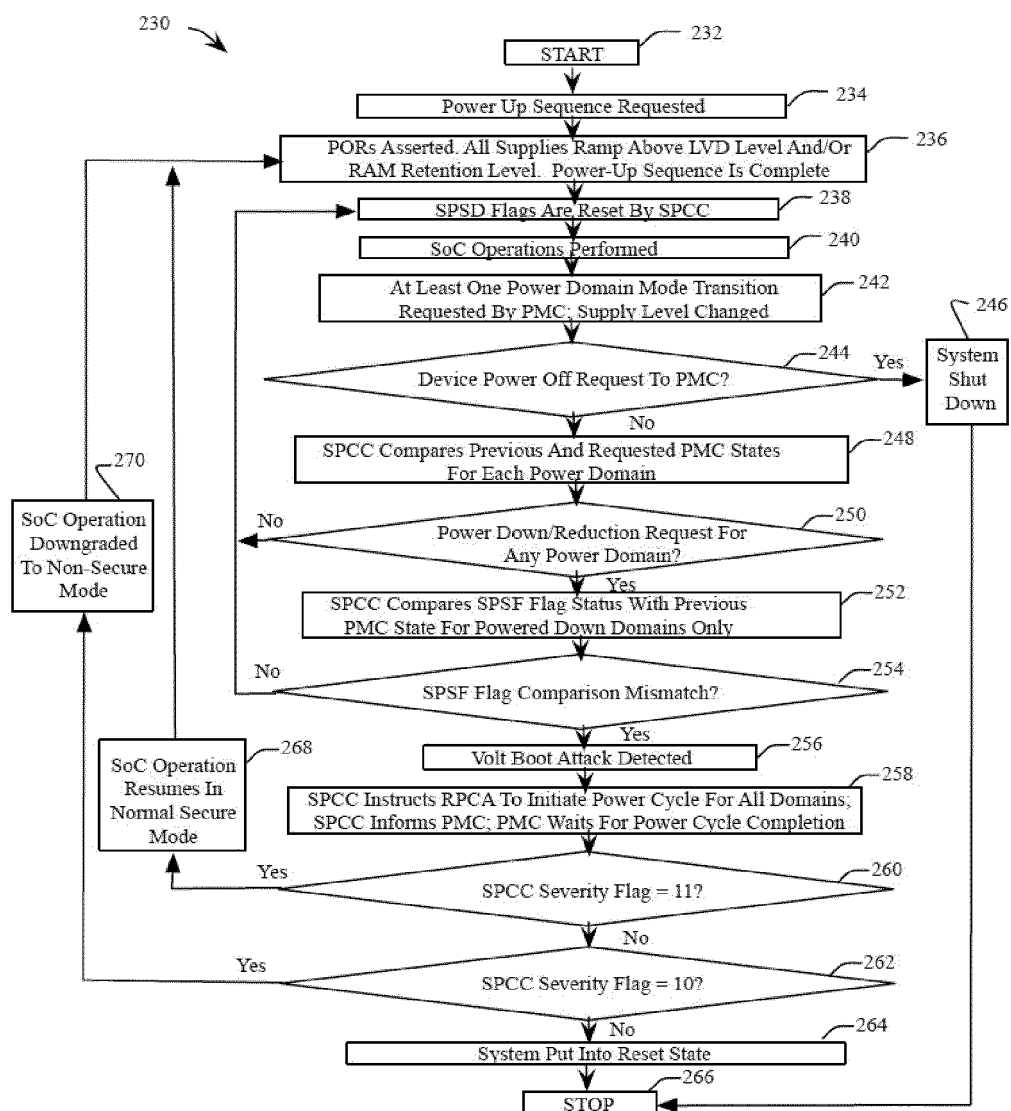 230
232
START
234
Power Up Sequence Requested
236
PORs Asserted. All Supplies Ramp Above LVD Level And/Or
RAM Retention Level. Power-Up Sequence Is Complete
238
SPSD Flags Are Reset By SPCC
240
SoC Operations Performed
242
At Least One Power Domain Mode Transition
Requested By PMC; Supply Level Changed
246
System
Shut
Down
244
Device Power Off Request To PMC?
Yes
No
248
SPCC Compares Previous And Requested PMC States
For Each Power Domain
270
SoC Operation
Downgraded
To Non-Secure
Mode
250
No
Power Down/Reduction Request For
Any Power Domain?
Yes
252
SPCC Compares SPSF Flag Status With Previous
PMC State For Powered Down Domains Only
254
No
SPSF Flag Comparison Mismatch?
Yes
256
Volt Boot Attack Detected
268
SoC Operation
Resumes In
Normal Secure
Mode
258
SPCC Instructs RPCA To Initiate Power Cycle For All Domains;
SPCC Informs PMC; PMC Waits For Power Cycle Completion
260
Yes
SPCC Severity Flag = 11?
No
262
Yes
SPCC Severity Flag = 10?
No
264
System Put Into Reset State
266
STOP